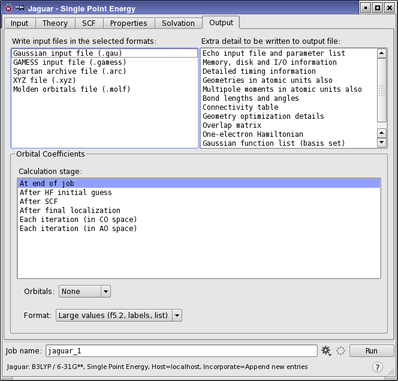 Jaguar - Single Point Energy
Input Theory SCF Properties Solvation Output
Write input files in the selected formats:
Gaussian input file (.gau)
GAMESS input file (.gamess)
Spartan archive file (.arc)
XYZ file (.xyz)
Molden orbitals file (.molf)
Extra detail to be written to output file:
Echo input file and parameter list
Memory, disk and I/O information
Detailed timing information
Geometries in atomic units also
Multipole moments in atomic units also
Bond lengths and angles
Connectivity table
Geometry optimization details
Overlap matrix
One-electron Hamiltonian
Gaussian function list (basis set)
Orbital Coefficients
Calculation stage:
At end of job
After HF initial guess
After SCF
After final localization
Each iteration (in CO space)
Each iteration (in AO space)
Orbitals: None
Format: Large values (f5.2, labels, list)
Job name: jaguar_1 Run
Jaguar: B3LYP / 6-31G**, Single Point Energy, Host=localhost, Incorporate=Append new entries
?